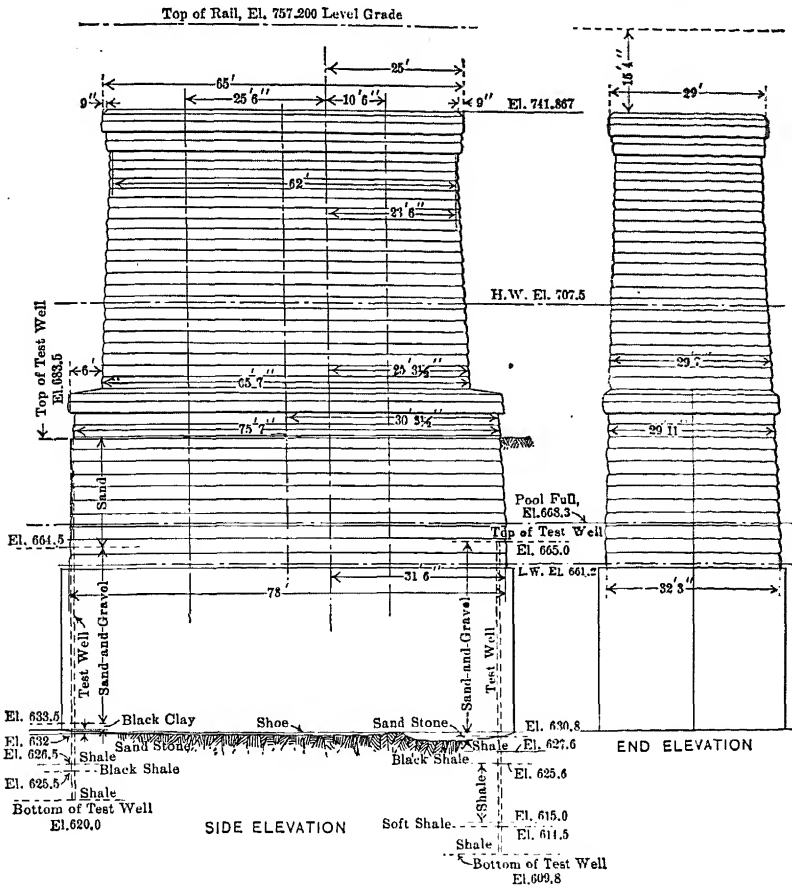 Top of Rail, El. 757.200 Level Grade
25'
65'
15' 4"
9"
25' 6"
10' 6"
9"
El. 741.867
29'
62'
23' 6"
H.W. El. 707.5
Top of Test Well
El. 683.5
6'
65' 7"
25' 3½"
29' 7"
75' 7"
30' 3½"
29' 11"
Sand
Pool Full,
El. 668.3
Top of Test Well
El. 664.5
El. 665.0
L.W. El. 661.2
31' 6"
78'
32' 3"
Test Well
Sand-and-Gravel
Sand-and-Gravel
Test Well
El. 633.5
Black Clay
Shoe
Sand Stone
El. 630.8
El. 632
Sand Stone
Shale
El. 627.6
END ELEVATION
El. 626.5
Shale
Black Shale
Black Shale
El. 625.6
El. 625.5
Shale
Shale
Bottom of Test Well
El. 620.0
SIDE ELEVATION
Soft Shale
El. 615.0
El. 614.5
Shale
Bottom of Test Well
El. 609.8